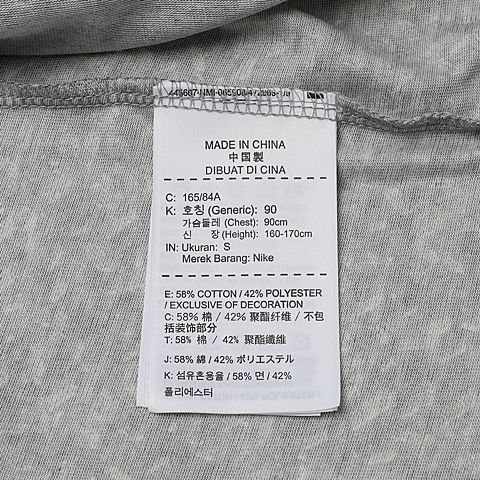 MADE IN CHINA
中国製
DIBUAT DI CINA
C: 165/84A
K: 호칭 (Generic): 90
가슴둘레 (Chest): 90cm
신 장 (Height): 160-170cm
IN: Ukuran: S
Merek Barang: Nike
E: 58% COTTON / 42% POLYESTER
/ EXCLUSIVE OF DECORATION
C: 58% 棉 / 42% 聚酯纤维 / 不包
括装饰部分
T: 58% 棉 / 42% 聚酯纖維
J: 58% 綿 / 42% ポリエステル
K: 섬유혼용율 / 58% 면 / 42%
폴리에스터